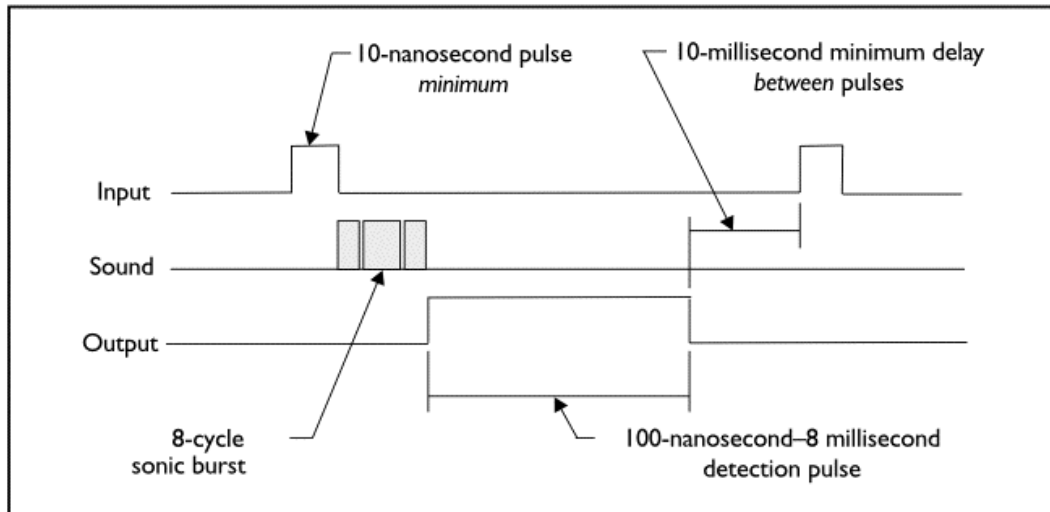 10-nanosecond pulse
minimum
10-millisecond minimum delay
between pulses
Input
Sound
Output
8-cycle
sonic burst
100-nanosecond–8 millisecond
detection pulse